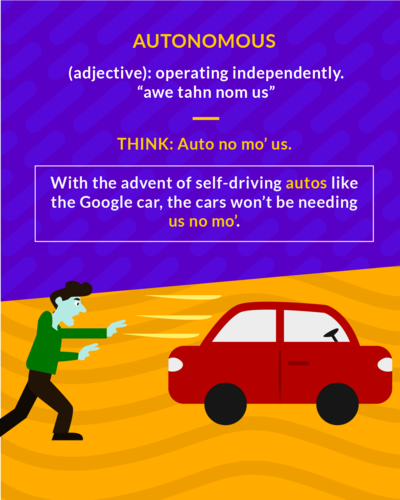 AUTONOMOUS
(adjective): operating independently.
“awe tahn nom us”
THINK: Auto no mo’ us.
With the advent of self-driving autos like
the Google car, the cars won’t be needing
us no mo’.